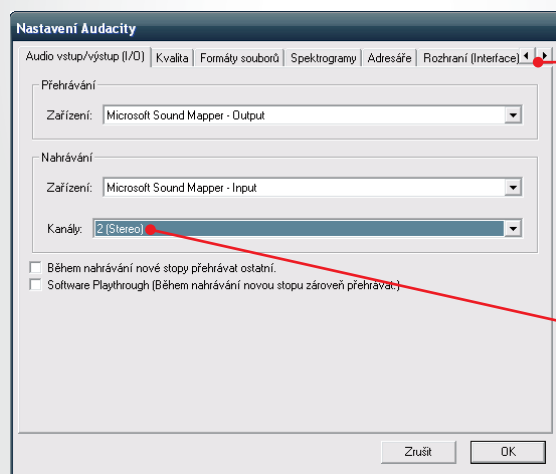 Nastavení Audacity
Audio vstup/výstup (I/O) Kvalita Formáty souborů Spektrogramy Adresáře Rozhraní (Interface)
Přehrávání
Zařízení: Microsoft Sound Mapper - Output
Nahrávání
Zařízení: Microsoft Sound Mapper - Input
Kanály: 2 (Stereo)
Během nahrávání nové stopy přehrávat ostatní.
Software Playthrough (Během nahrávání novou stopu zároveň přehrávat.)
Zrušit OK